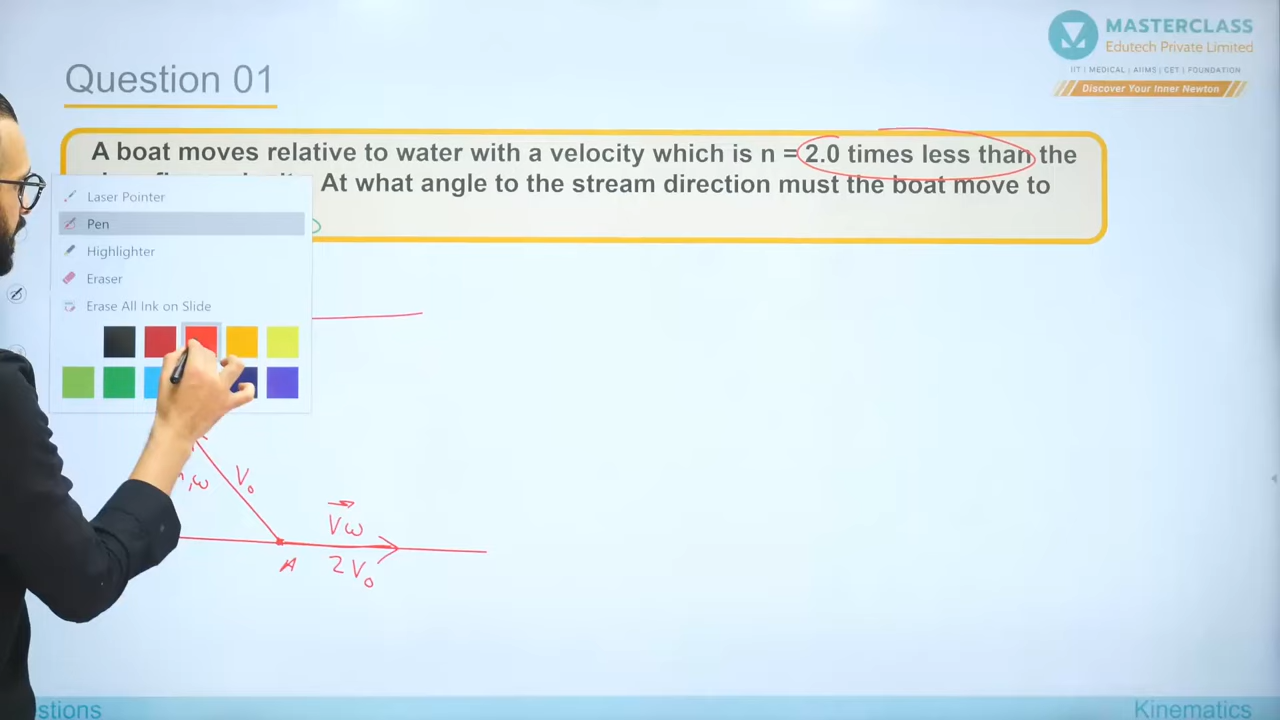 MASTERCLASS
Edutech Private Limited
IIT | MEDICAL | AIIMS | CET | FOUNDATION
Discover Your Inner Newton
Question 01
A boat moves relative to water with a velocity which is n = 2.0 times less than the
At what angle to the stream direction must the boat move to
Laser Pointer
Pen
Highlighter
Eraser
Erase All Ink on Slide
V₀
Vω
A
2V₀
stions
Kinematics